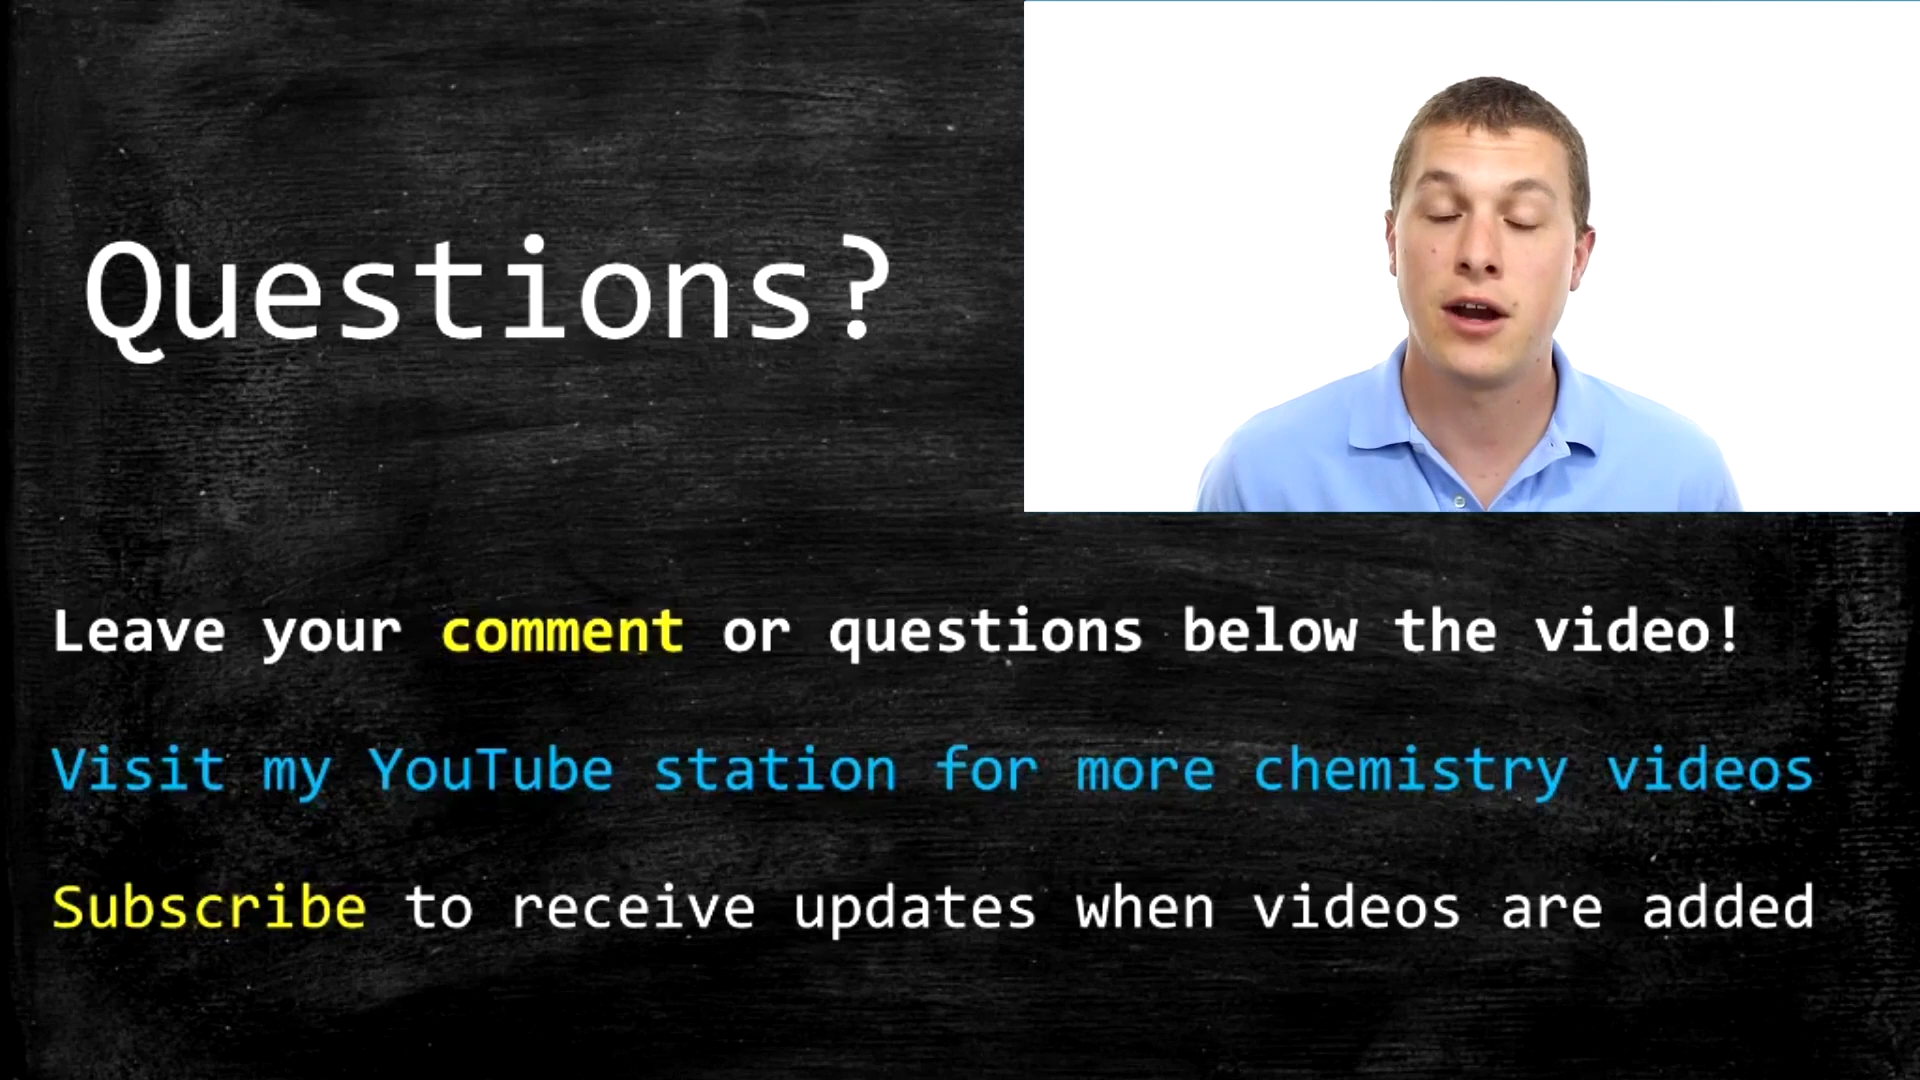 Questions?
Leave your comment or questions below the video!
Visit my YouTube station for more chemistry videos
Subscribe to receive updates when videos are added